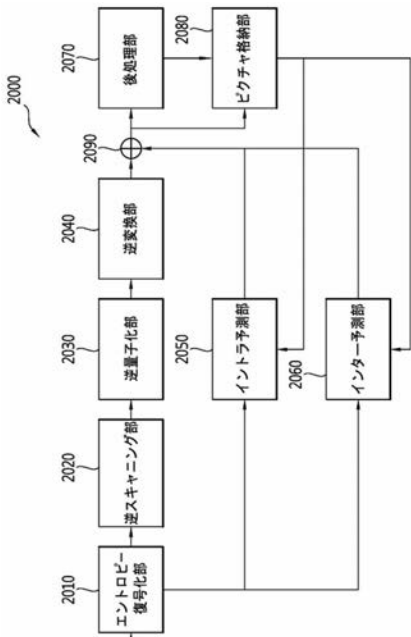 2000
2010
エントロピー
復号化部
2020
逆スキャニング部
2030
逆量子化部
2040
逆変換部
2090
2070
後処理部
2080
ピクチャ格納部
2050
イントラ予測部
2060
インター予測部